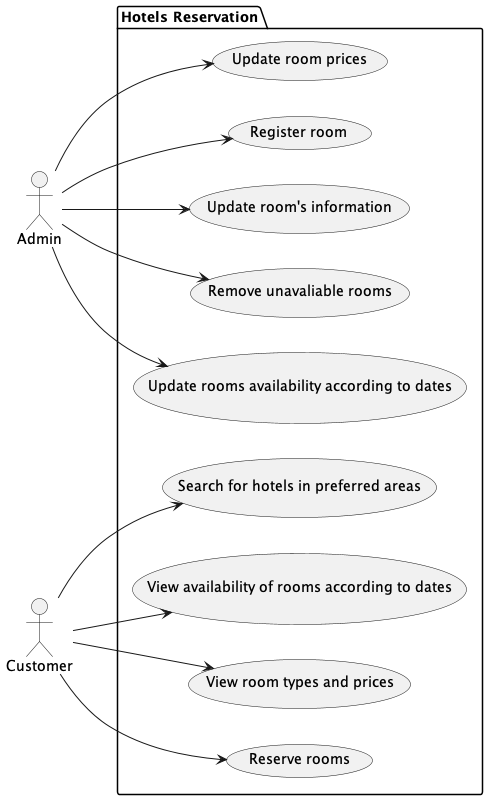 Hotels Reservation
Update room prices
Register room
Update room's information
Admin
Remove unavaliable rooms
Update rooms availability according to dates
Search for hotels in preferred areas
View availability of rooms according to dates
Customer
View room types and prices
Reserve rooms